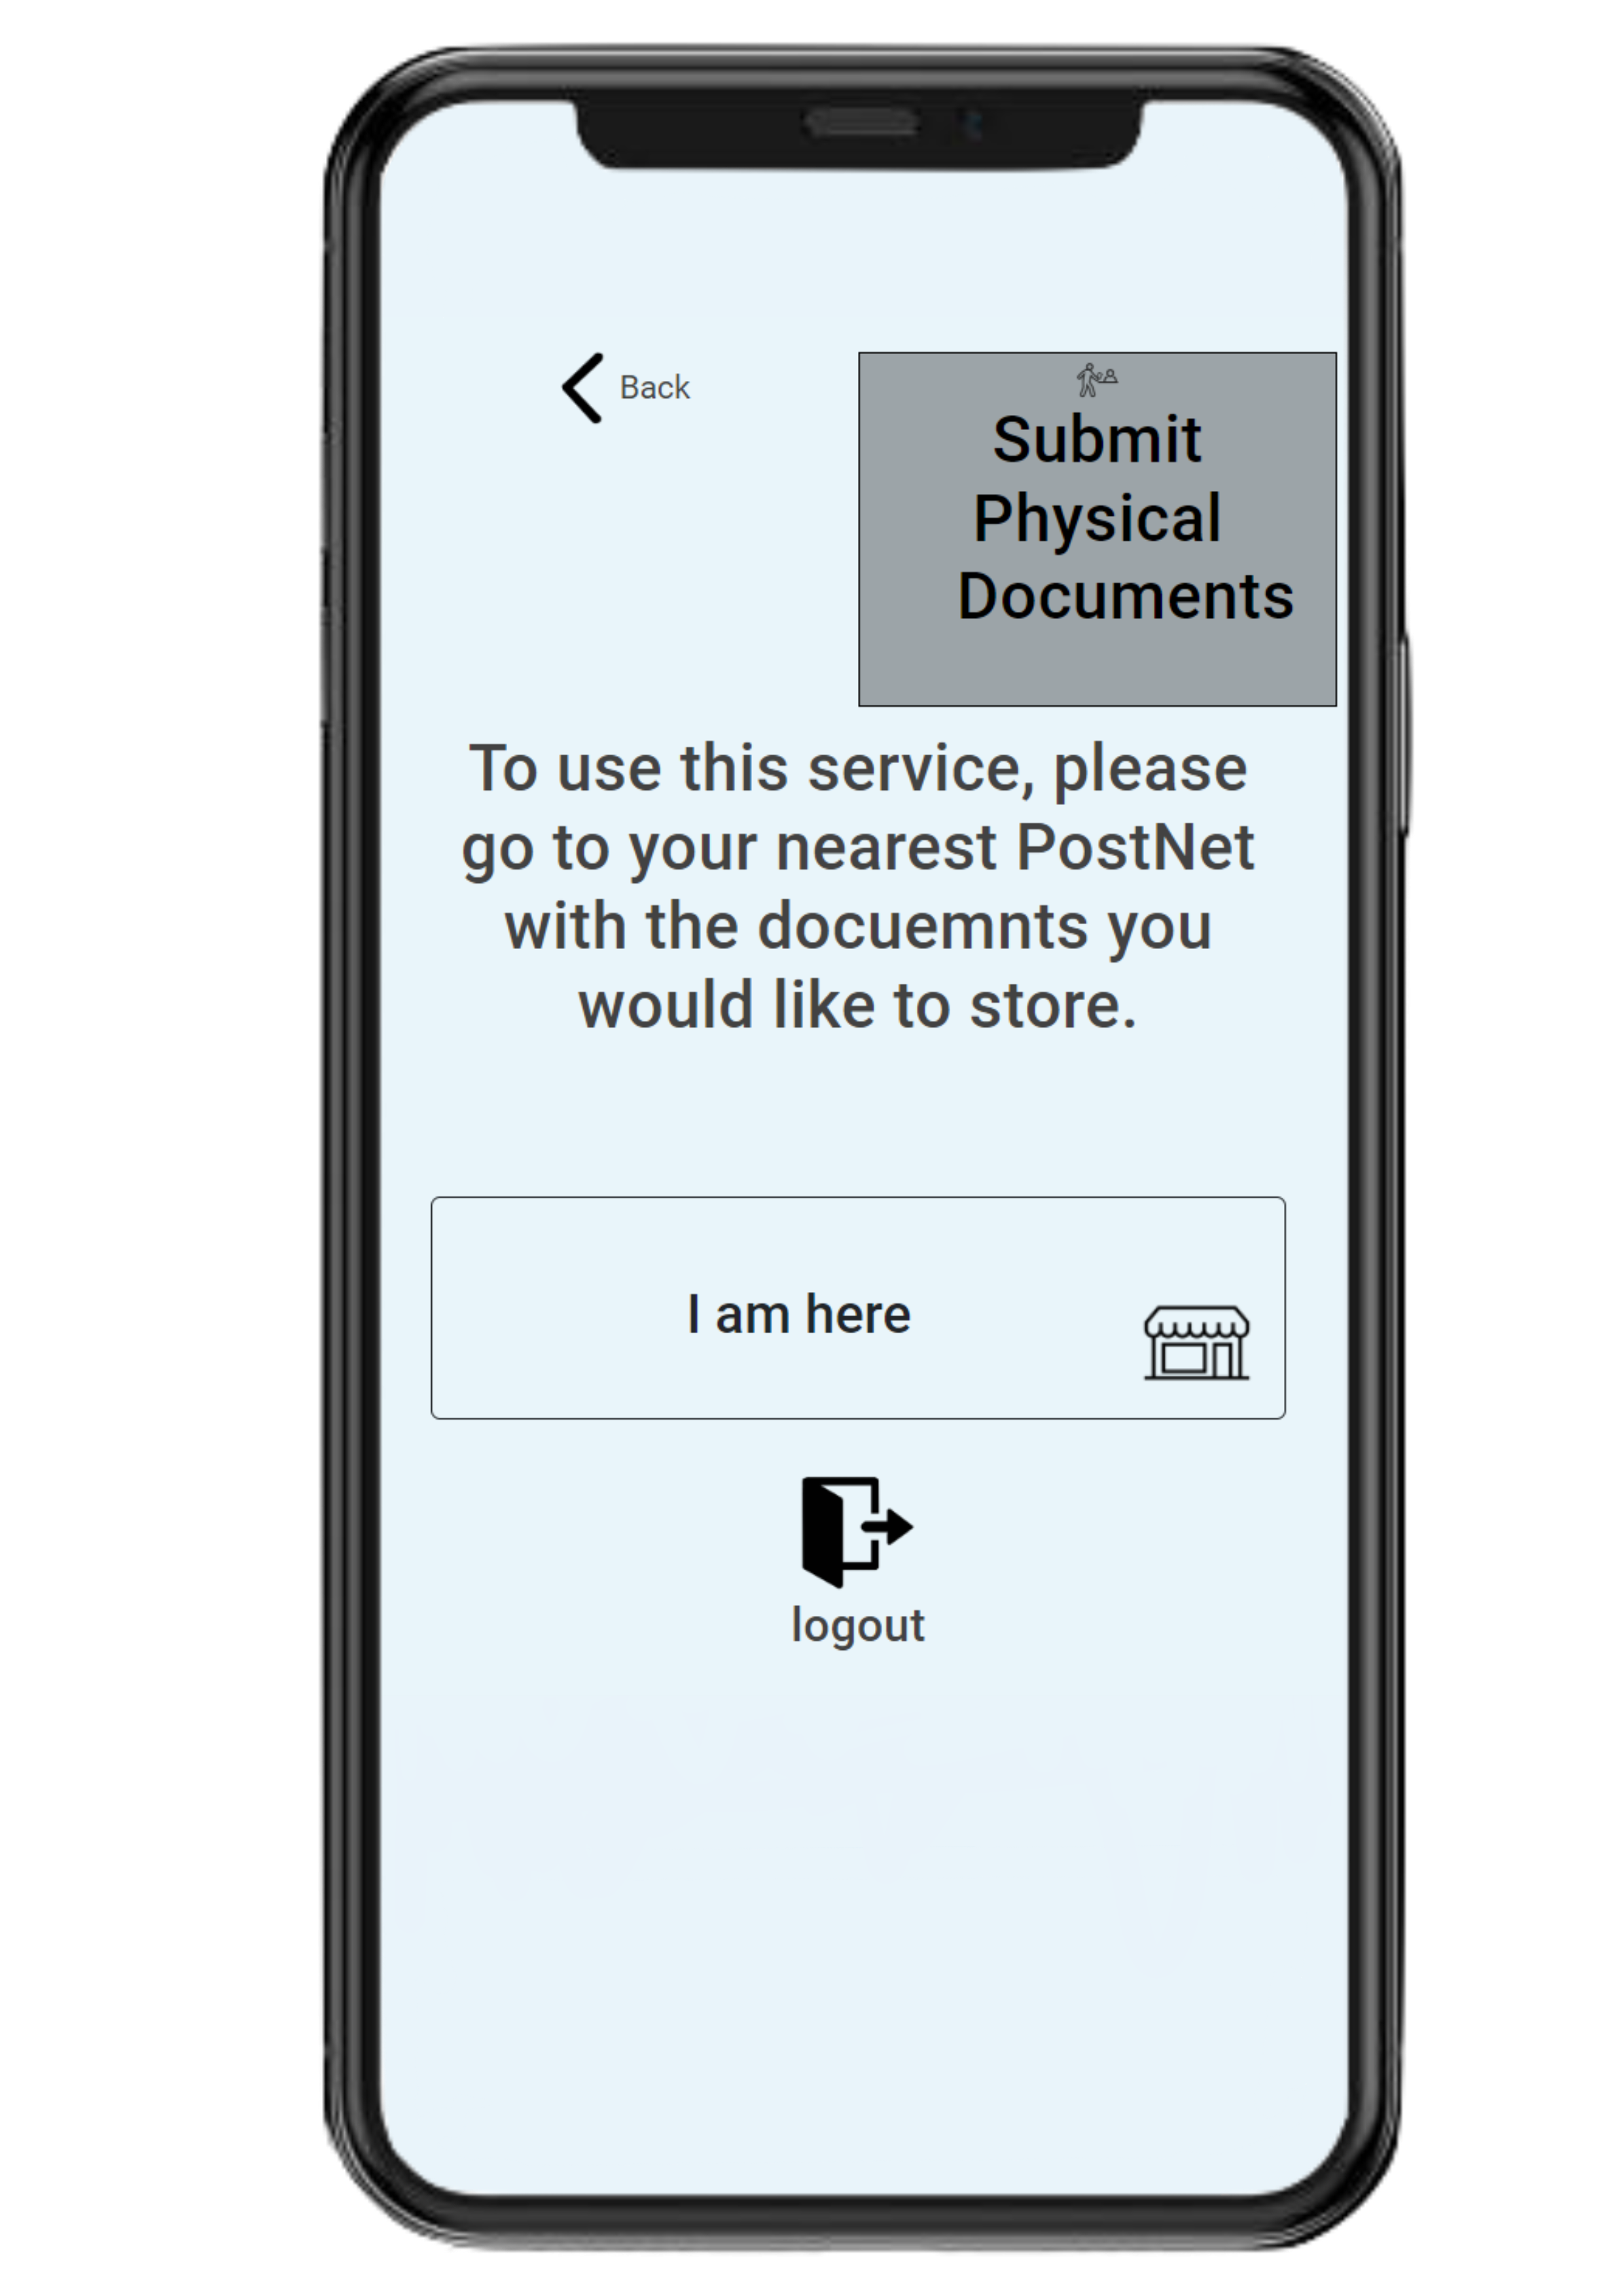 Back
Submit
Physical
Documents
To use this service, please
go to your nearest PostNet
with the docuemnts you
would like to store.
I am here
logout